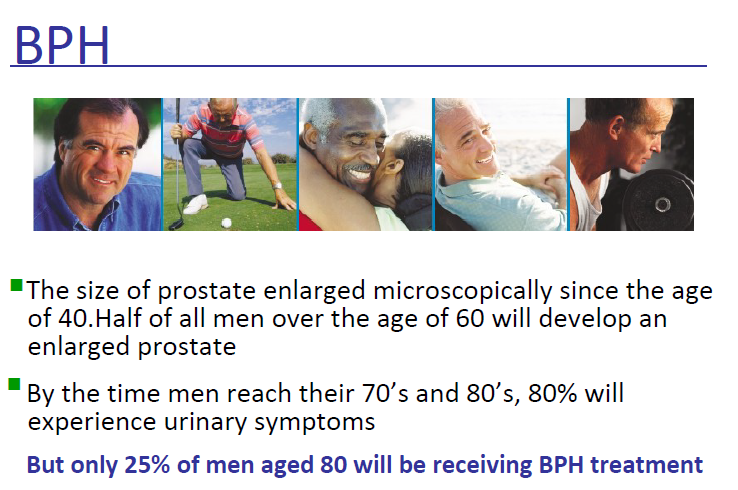 BPH
The size of prostate enlarged microscopically since the age
of 40.Half of all men over the age of 60 will develop an
enlarged prostate
By the time men reach their 70’s and 80’s, 80% will
experience urinary symptoms
But only 25% of men aged 80 will be receiving BPH treatment